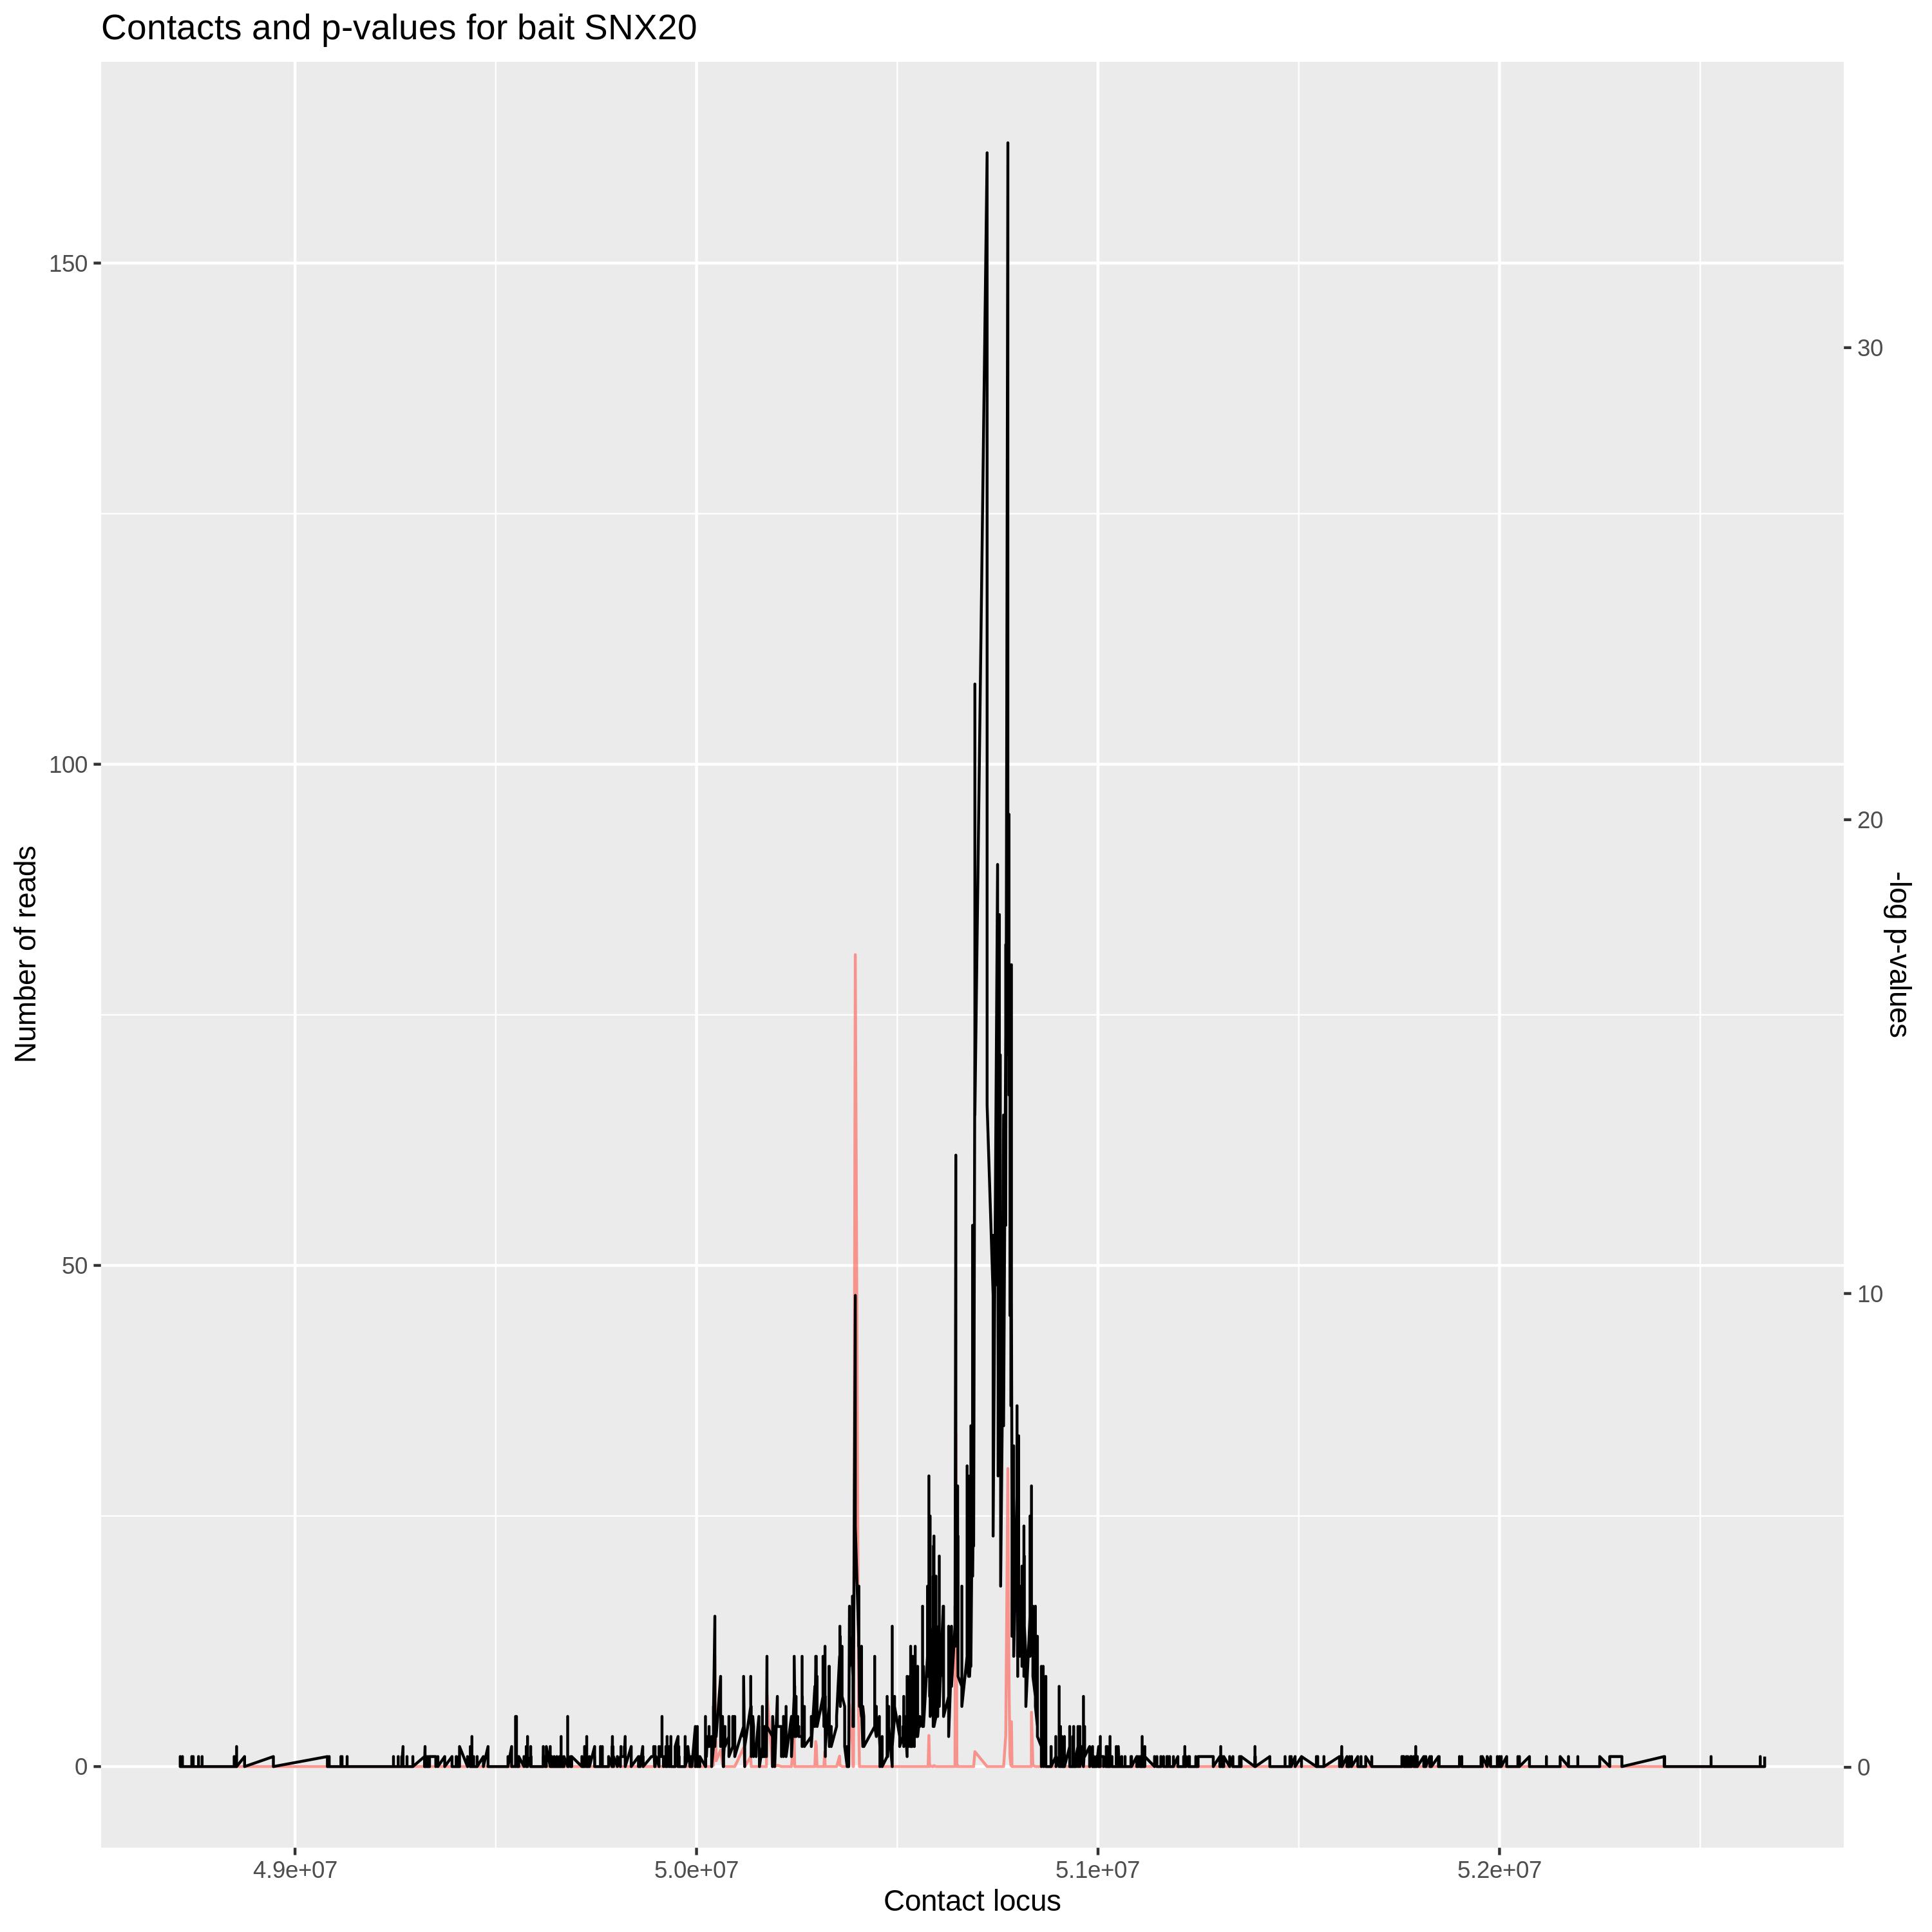 Contacts and p-values for bait SNX20
Number of reads
150
100
50
0
30
20
10
0
-log p-values
4.9e+07 5.0e+07 5.1e+07 5.2e+07
Contact locus